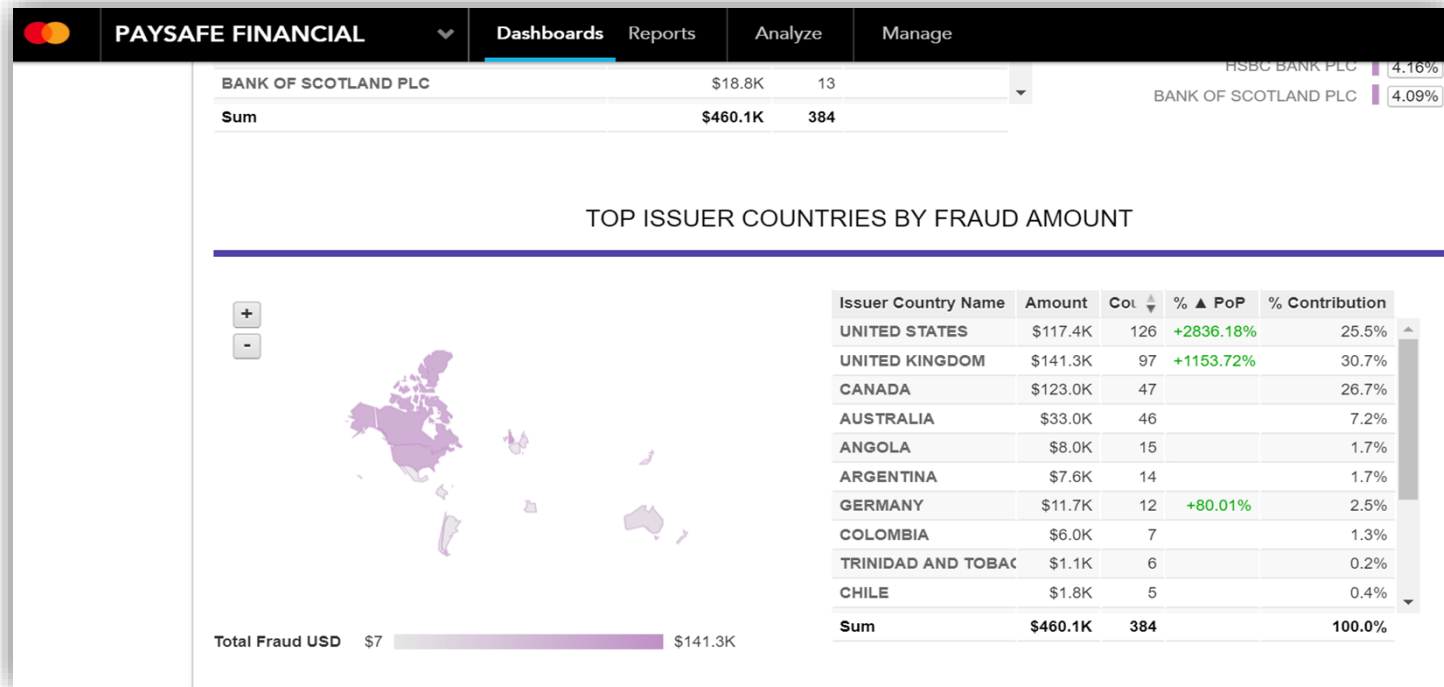 PAYSAFE FINANCIAL Dashboards Reports Analyze Manage
HSBC BANK PLC 4.16%
BANK OF SCOTLAND PLC $18.8K 13
BANK OF SCOTLAND PLC 4.09%
Sum $460.1K 384
TOP ISSUER COUNTRIES BY FRAUD AMOUNT
+
-
Issuer Country Name Amount Cou % ▲ PoP % Contribution
UNITED STATES $117.4K 126 +2836.18% 25.5%
UNITED KINGDOM $141.3K 97 +1153.72% 30.7%
CANADA $123.0K 47 26.7%
AUSTRALIA $33.0K 46 7.2%
ANGOLA $8.0K 15 1.7%
ARGENTINA $7.6K 14 1.7%
GERMANY $11.7K 12 +80.01% 2.5%
COLOMBIA $6.0K 7 1.3%
TRINIDAD AND TOBAG $1.1K 6 0.2%
CHILE $1.8K 5 0.4%
Sum $460.1K 384 100.0%
Total Fraud USD $7 $141.3K